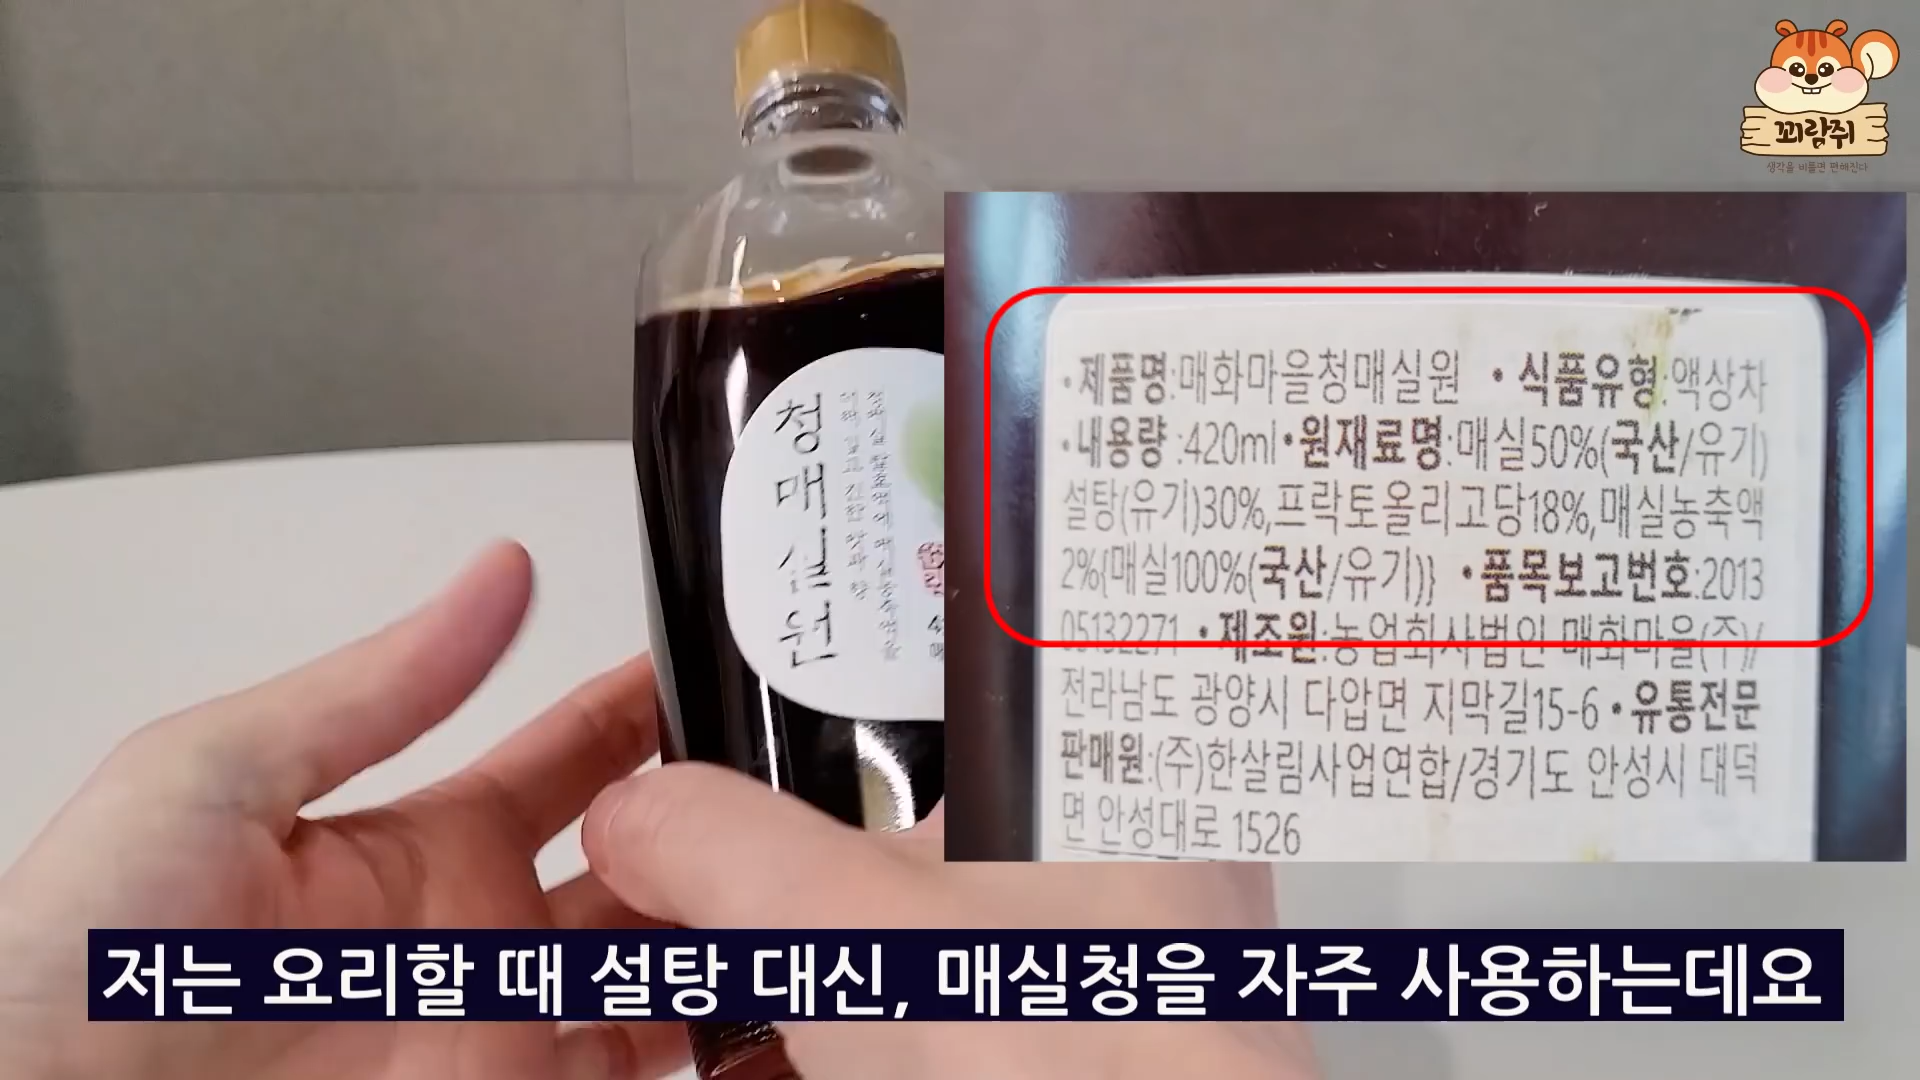 꾀람쥐
생각을 비틀면 편해진다
청매실원
•제품명:매화마을청매실원 •식품유형:액상차
•내용량:420ml•원재료명:매실50%(국산/유기)
설탕(유기)30%,프락토올리고당18%,매실농축액
2%{매실100%(국산/유기)} •품목보고번호:2013
05132271 •제조원:농업회사법인 매화마을(주)/
전라남도 광양시 다압면 지막길15-6•유통전문
판매원:(주)한살림사업연합/경기도 안성시 대덕
면 안성대로 1526
저는 요리할 때 설탕 대신, 매실청을 자주 사용하는데요